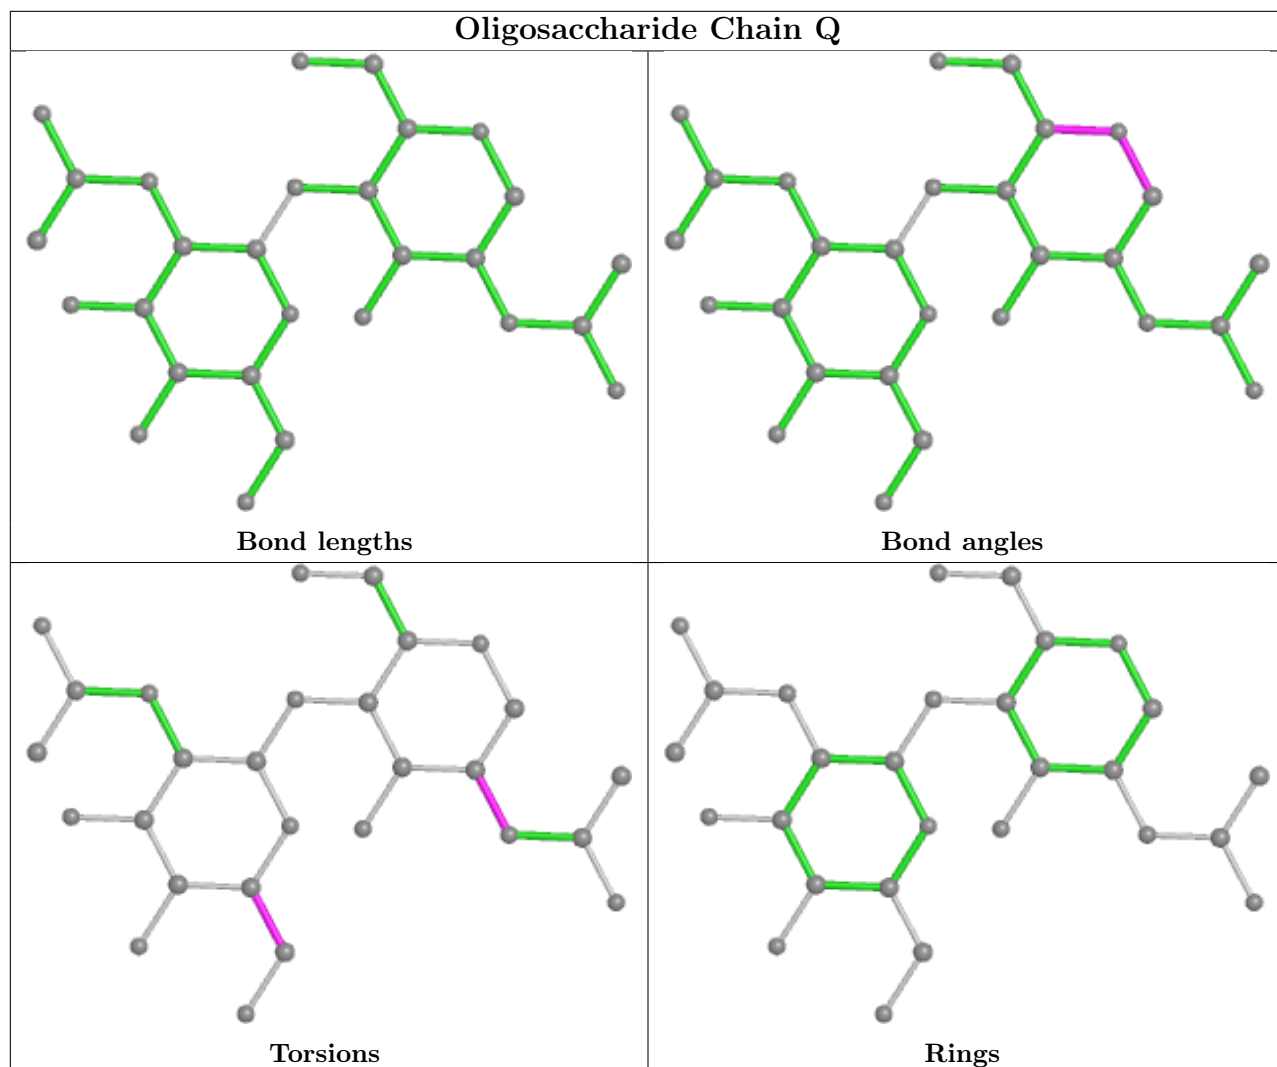 Oligosaccharide Chain Q
Bond lengths
Bond angles
Torsions
Rings